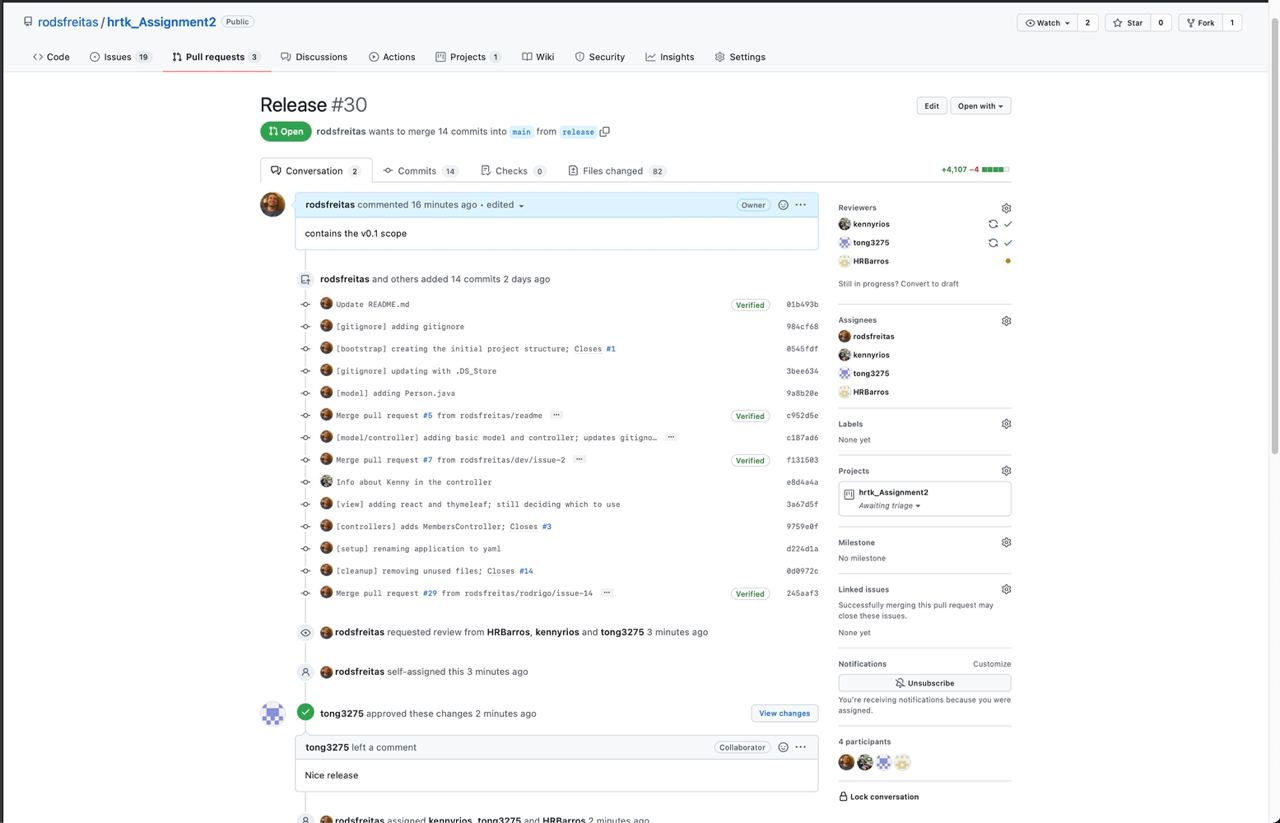 rodsfreitas / hrtk_Assignment2 Public
Watch 2 Star 0 Fork 1
Code Issues 19 Pull requests 3 Discussions Actions Projects 1 Wiki Security Insights Settings
Release #30
Edit Open with
Open rodsfreitas wants to merge 14 commits into main from release
Conversation 2 Commits 14 Checks 0 Files changed 82
+4,107 −4
rodsfreitas commented 16 minutes ago • edited Owner
contains the v0.1 scope
rodsfreitas and others added 14 commits 2 days ago
Update README.md Verified 01b493b
[gitignore] adding gitignore 984cf68
[bootstrap] creating the initial project structure; Closes #1 0545fdf
[gitignore] updating with .DS_Store 3bee634
[model] adding Person.java 9a8b20e
Merge pull request #5 from rodsfreitas/readme … Verified c952d5e
[model/controller] adding basic model and controller; updates gitigno… … c187ad6
Merge pull request #7 from rodsfreitas/dev/issue-2 … Verified f131503
Info about Kenny in the controller e8d4a4a
[view] adding react and thymeleaf; still deciding which to use 3a67d5f
[controllers] adds MembersController; Closes #3 9759e0f
[setup] renaming application to yaml d224d1a
[cleanup] removing unused files; Closes #14 0d0972c
Merge pull request #29 from rodsfreitas/rodrigo/issue-14 … Verified 245aaf3
rodsfreitas requested review from HRBarros, kennyrios and tong3275 3 minutes ago
rodsfreitas self-assigned this 3 minutes ago
tong3275 approved these changes 2 minutes ago View changes
tong3275 left a comment Collaborator
Nice release
rodsfreitas assigned kennyrios, tong3275 and HRBarros 2 minutes ago
Reviewers
kennyrios
tong3275
HRBarros
Still in progress? Convert to draft
Assignees
rodsfreitas
kennyrios
tong3275
HRBarros
Labels
None yet
Projects
hrtk_Assignment2
Awaiting triage
Milestone
No milestone
Linked issues
Successfully merging this pull request may
close these issues.
None yet
Notifications Customize
Unsubscribe
You're receiving notifications because you were
assigned.
4 participants
Lock conversation